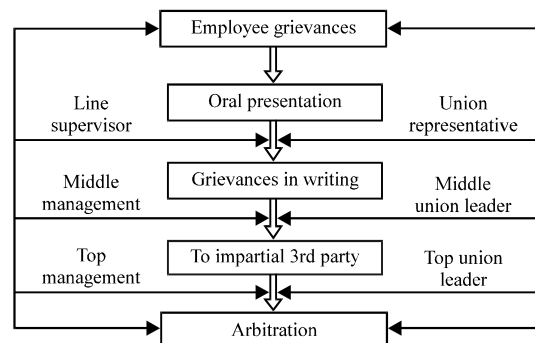 Employee grievances
Oral presentation
Line
supervisor
Union
representative
Grievances in writing
Middle
management
Middle
union leader
To impartial 3rd party
Top
management
Top union
leader
Arbitration